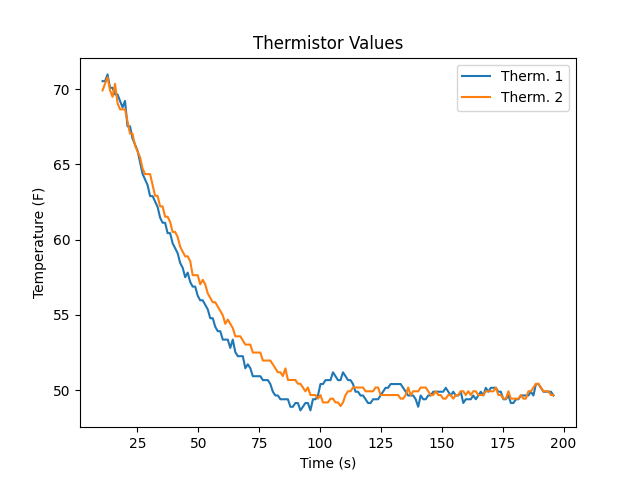 Thermistor Values
Therm. 1
Therm. 2
Temperature (F)
70
65
60
55
50
25 50 75 100 125 150 175 200
Time (s)